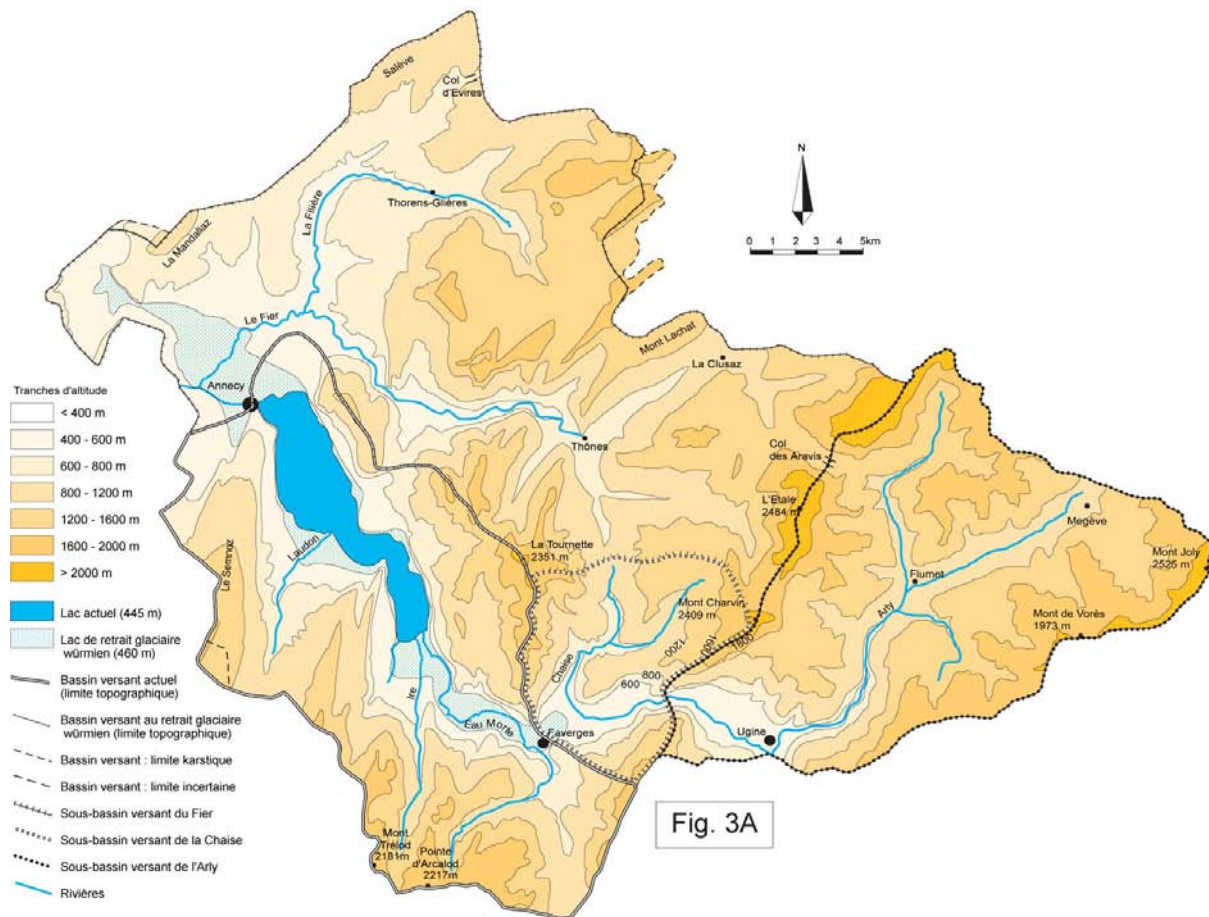 Salève
Col
d'Evires
N
La Filière
Thorens-Glières
0 1 2 3 4 5km
La Mandallaz
Le Fier
Mont Lachat
La Clusaz
Tranches d'altitude
< 400 m
400 - 600 m
600 - 800 m
800 - 1200 m
1200 - 1600 m
1600 - 2000 m
> 2000 m
Lac actuel (445 m)
Lac de retrait glaciaire
würmien (460 m)
Bassin versant actuel
(limite topographique)
Bassin versant au retrait glaciaire
würmien (limite topographique)
Bassin versant : limite karstique
Bassin versant : limite incertaine
Sous-bassin versant du Fier
Sous-bassin versant de la Chaise
Sous-bassin versant de l'Arly
Rivières
Annecy
Thônes
Col
des Aravis
L'Etale
2484 m
Megève
Laudon
La Tournette
2351 m
Mont Joly
2525 m
Le Semnoz
Flumet
Mont Charvin
2409 m
Arly
Mont de Vorès
1973 m
1200
1600
1800
Chaise
800
600
Ire
Eau Morte
Faverges
Ugine
Mont
Trélod
2181m
Pointe
d'Arcalod
2217m
Fig. 3A